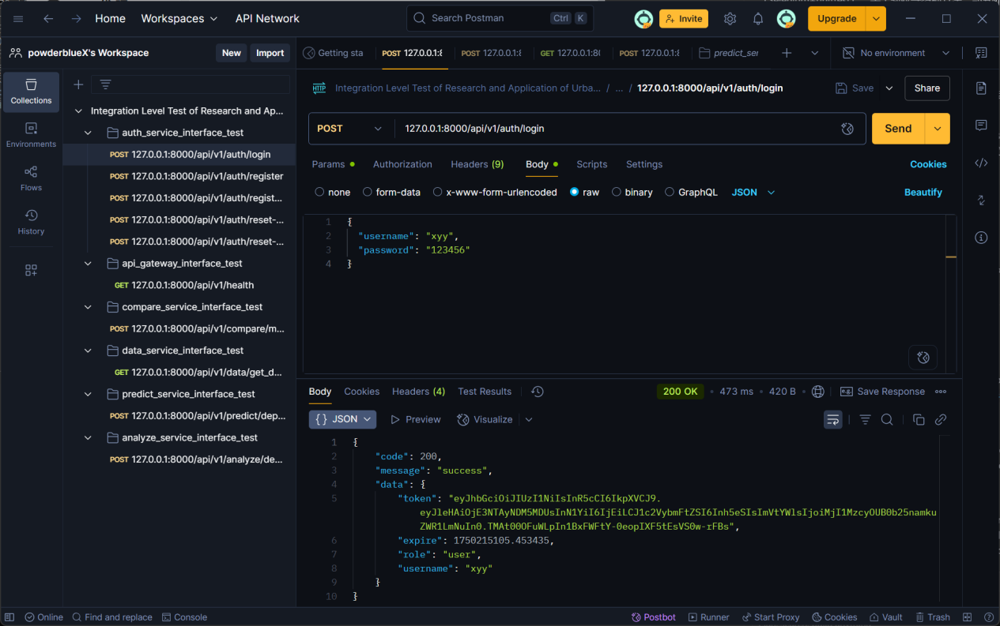 Home Workspaces API Network Search Postman Ctrl K Invite Upgrade
powderblueX's Workspace New Import
Getting sta POST 127.0.0.1:8 POST 127.0.0.1:8 GET 127.0.0.1:80 POST 127.0.0.1:8 predict_ser No environment
Collections
Environments
Flows
History
Integration Level Test of Research and Ap...
auth_service_interface_test
POST 127.0.0.1:8000/api/v1/auth/login
POST 127.0.0.1:8000/api/v1/auth/register
POST 127.0.0.1:8000/api/v1/auth/regist...
POST 127.0.0.1:8000/api/v1/auth/reset-...
POST 127.0.0.1:8000/api/v1/auth/reset-...
api_gateway_interface_test
GET 127.0.0.1:8000/api/v1/health
compare_service_interface_test
POST 127.0.0.1:8000/api/v1/compare/m...
data_service_interface_test
GET 127.0.0.1:8000/api/v1/data/get_d...
predict_service_interface_test
POST 127.0.0.1:8000/api/v1/predict/dep...
analyze_service_interface_test
POST 127.0.0.1:8000/api/v1/analyze/de...
HTTP Integration Level Test of Research and Application of Urba... / ... / 127.0.0.1:8000/api/v1/auth/login Save Share
POST 127.0.0.1:8000/api/v1/auth/login Send
Params Authorization Headers (9) Body Scripts Settings Cookies
none form-data x-www-form-urlencoded raw binary GraphQL JSON Beautify
1 {
2 "username": "xyy",
3 "password": "123456"
4 }
Body Cookies Headers (4) Test Results 200 OK • 473 ms • 420 B • Save Response
{} JSON Preview Visualize
1 {
2 "code": 200,
3 "message": "success",
4 "data": {
5 "token": "eyJhbGciOiJIUzI1NiIsInR5cCI6IkpXVCJ9.
eyJleHAiOjE3NTAyNDM5MDUsInN1YiI6IjEiLCJ1c2VybmFtZSI6Inh5eSIsImVtYWlsIjoiMjI1MzcyOUB0b25namku
ZWR1LmNuIn0.TMAt00OFuWLpIn1BxFWFtY-0eopIXF5tEsVS0w-rFBs",
6 "expire": 1750215105.453435,
7 "role": "user",
8 "username": "xyy"
9 }
10 }
Online Find and replace Console Postbot Runner Start Proxy Cookies Vault Trash